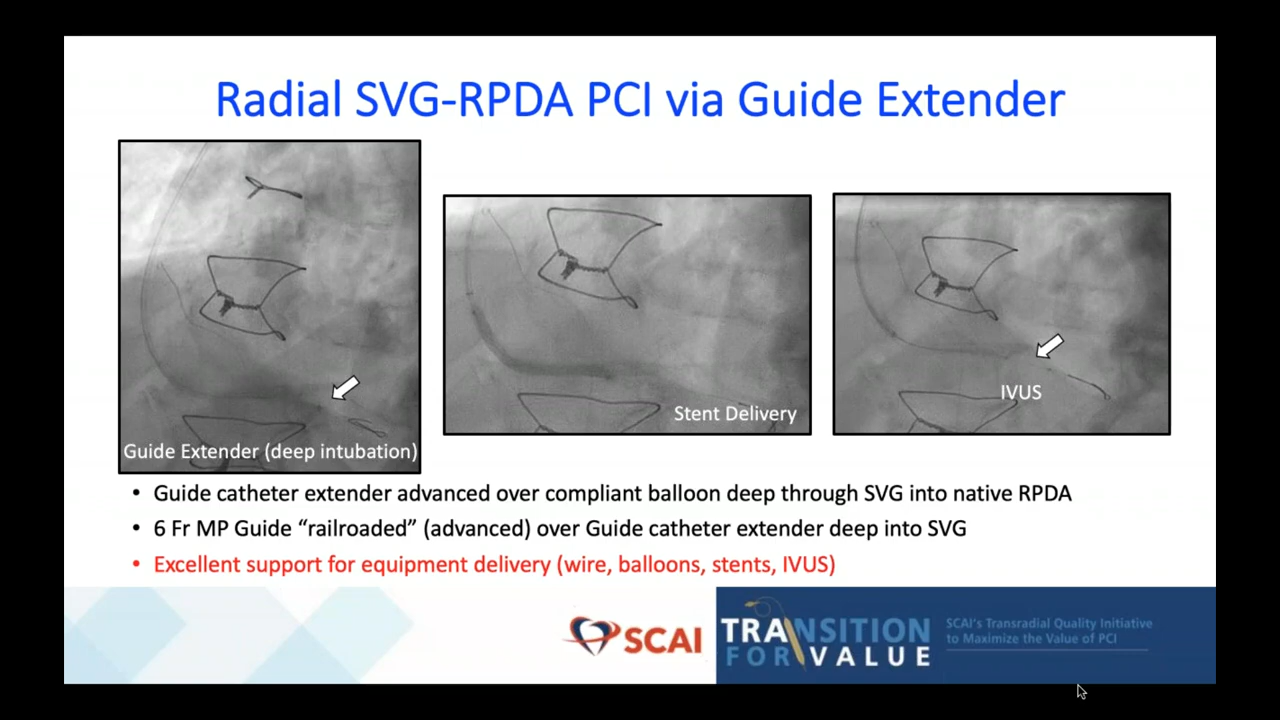 Radial SVG-RPDA PCI via Guide Extender
Guide Extender (deep intubation)
Stent Delivery
IVUS
• Guide catheter extender advanced over compliant balloon deep through SVG into native RPDA
• 6 Fr MP Guide “railroaded” (advanced) over Guide catheter extender deep into SVG
• Excellent support for equipment delivery (wire, balloons, stents, IVUS)
SCAI
TRANSITION
FOR VALUE
SCAI's Transradial Quality Initiative
to Maximize the Value of PCI